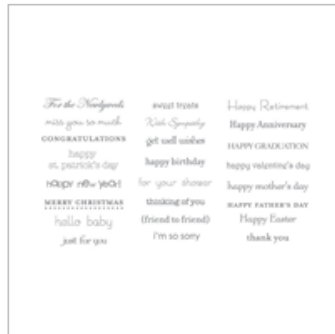 For the Newlyweds
miss you so much
CONGRATULATIONS
happy
st. patrick's day
happy new year!
MERRY CHRISTMAS
hello baby
just for you
sweet treats
With Sympathy
get well wishes
happy birthday
for your shower
thinking of you
(friend to friend)
I'm so sorry
Happy Retirement
Happy Anniversary
HAPPY GRADUATION
happy valentine's day
happy mother's day
HAPPY FATHER'S DAY
Happy Easter
thank you